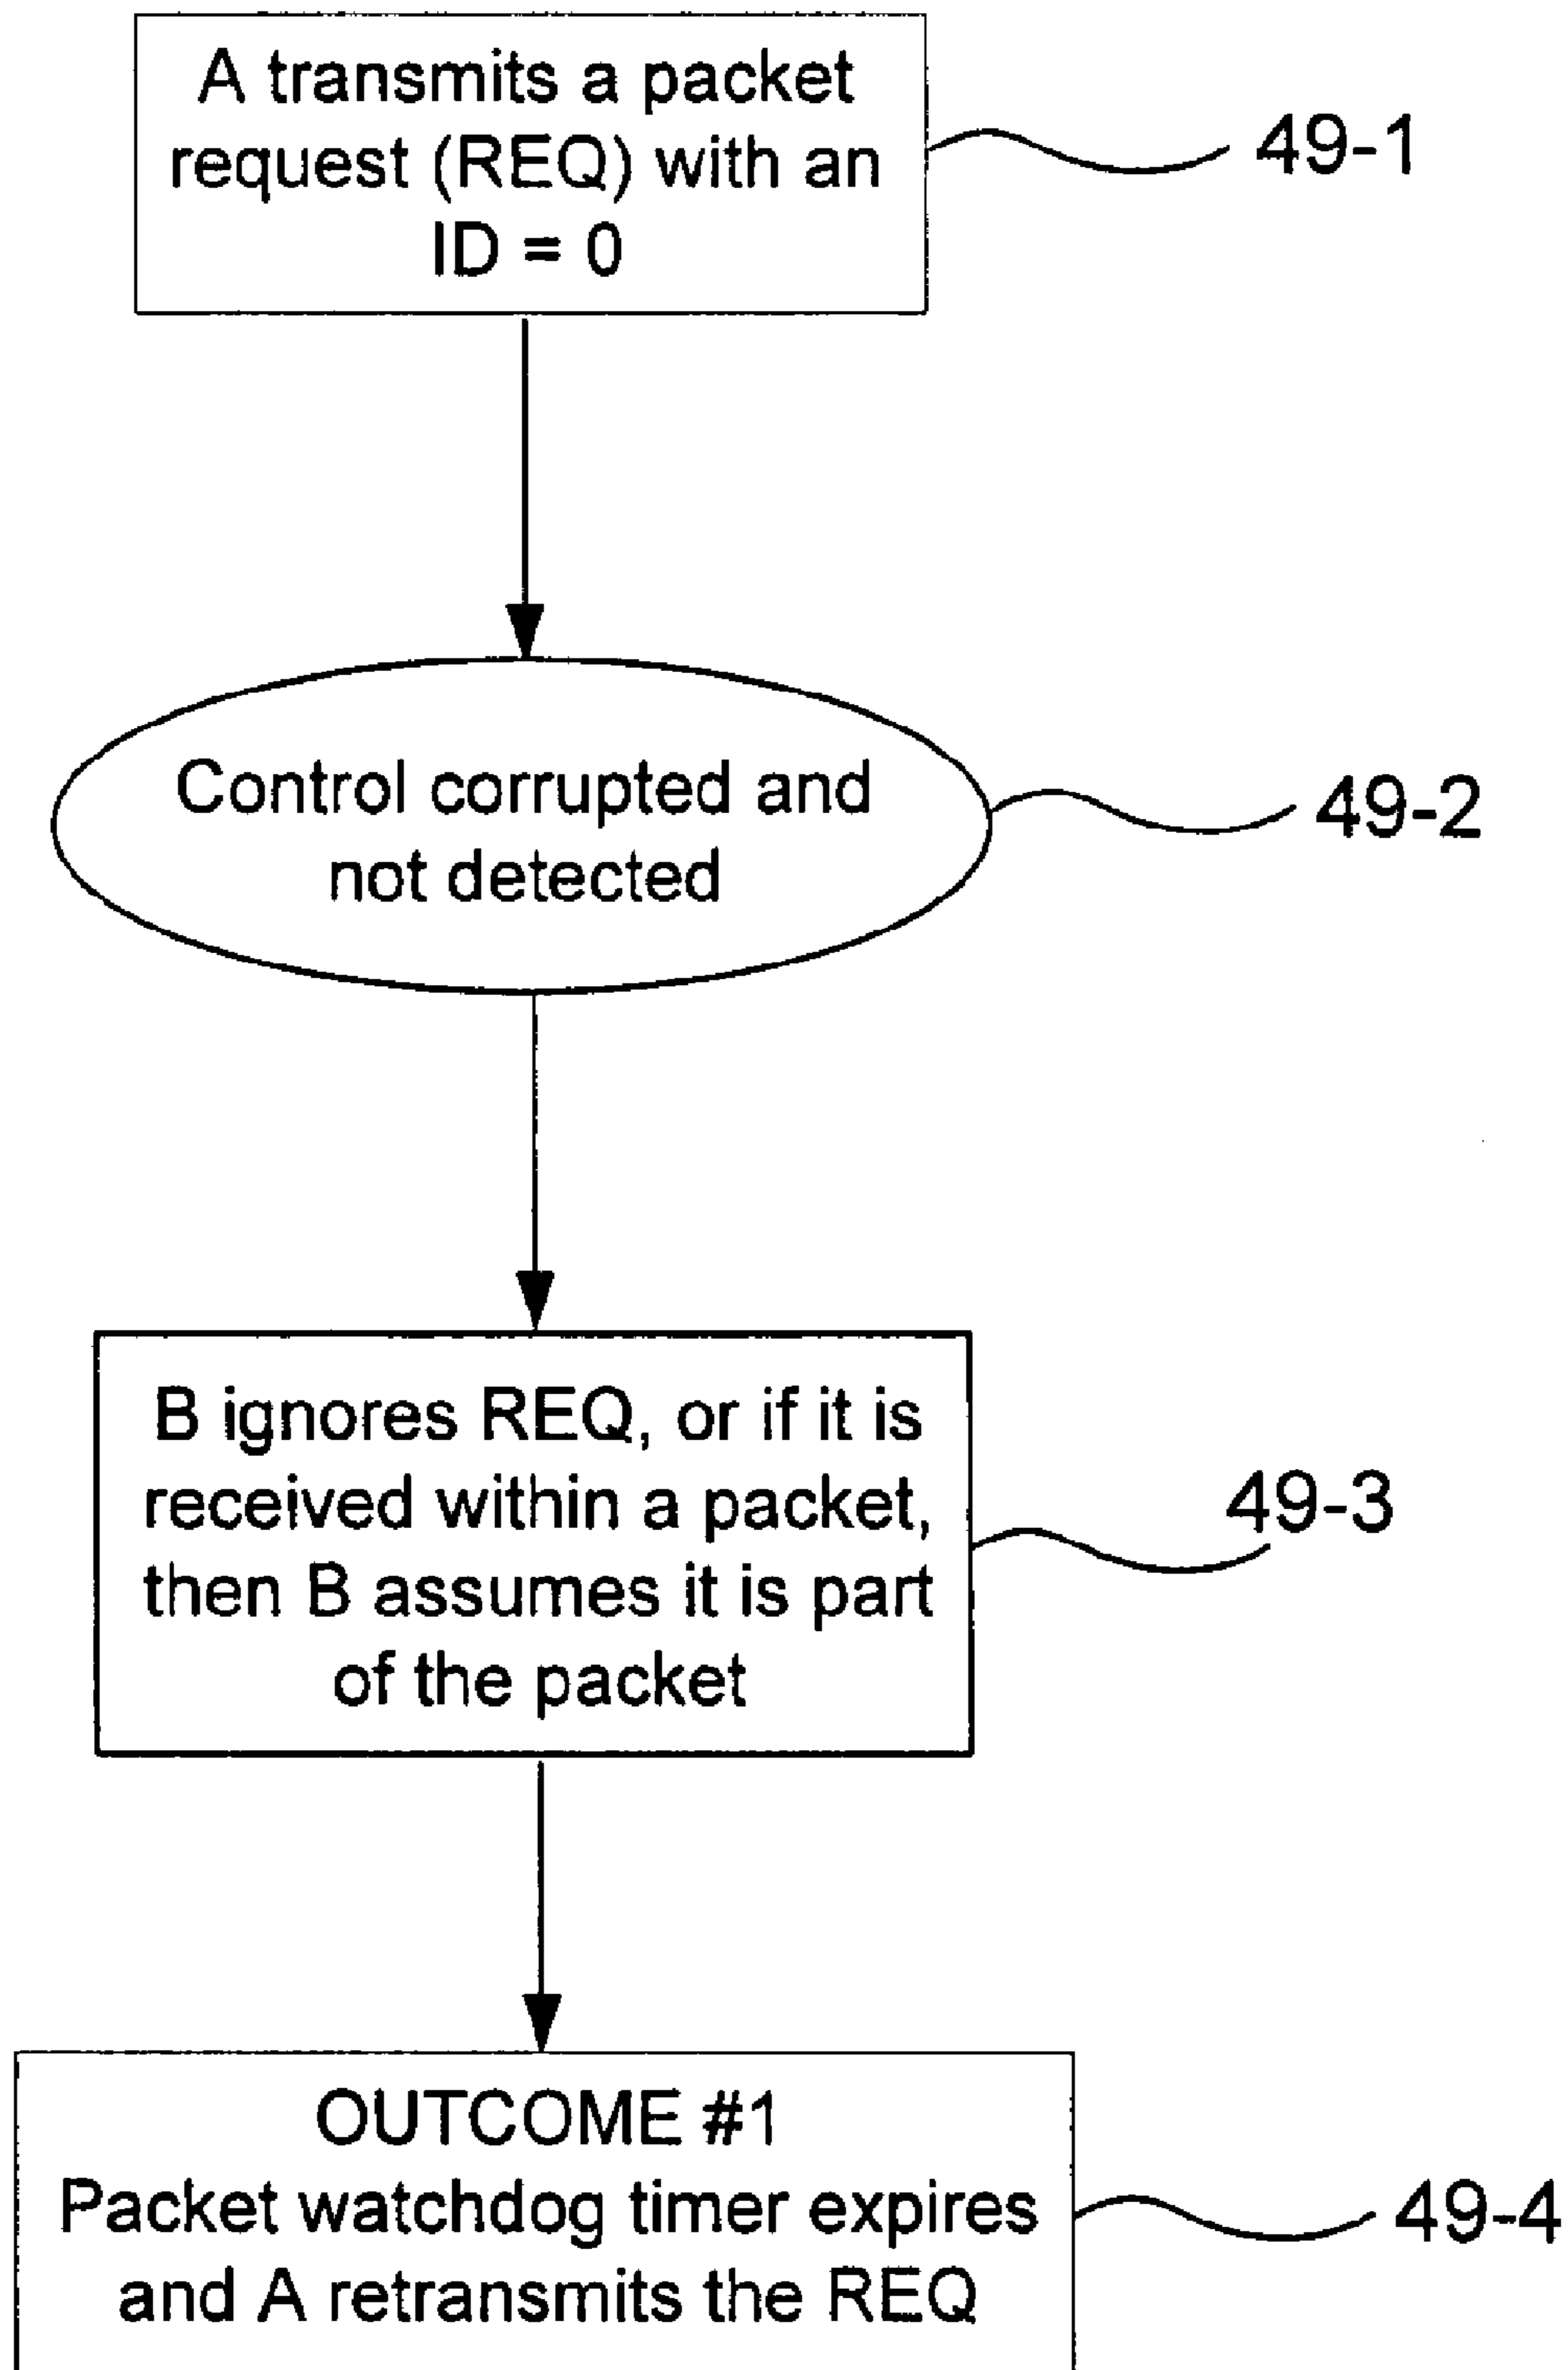 A transmits a packet
request (REQ) with an
ID = 0
49-1
Control corrupted and
not detected
49-2
B ignores REQ, or if it is
received within a packet,
then B assumes it is part
of the packet
49-3
OUTCOME #1
Packet watchdog timer expires
and A retransmits the REQ
49-4